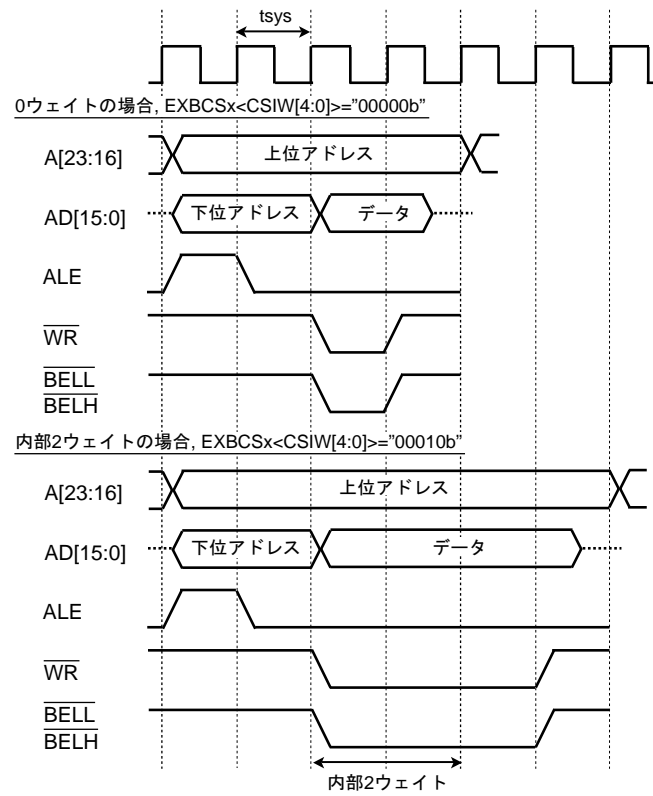 tsys
0ウェイトの場合, EXBCSx<CSIW[4:0]>="00000b"
A[23:16]
上位アドレス
AD[15:0]
下位アドレス
データ
ALE
WR
BELL
BELH
内部2ウェイトの場合, EXBCSx<CSIW[4:0]>="00010b"
A[23:16]
上位アドレス
AD[15:0]
下位アドレス
データ
ALE
WR
BELL
BELH
内部2ウェイト